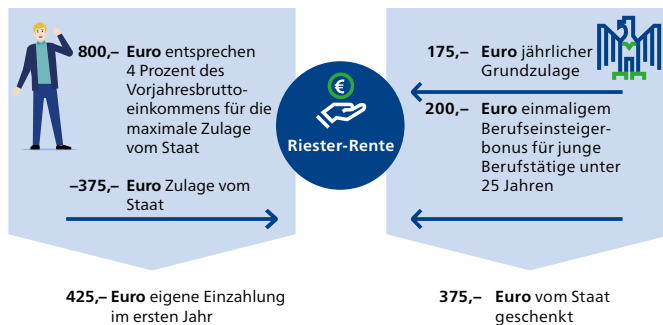 800,– Euro entsprechen
4 Prozent des
Vorjahresbrutto-
einkommens für die
maximale Zulage
vom Staat
–375,– Euro Zulage vom
Staat
425,– Euro eigene Einzahlung
im ersten Jahr
€
Riester-Rente
175,– Euro jährlicher
Grundzulage
200,– Euro einmaligem
Berufseinsteiger-
bonus für junge
Berufstätige unter
25 Jahren
375,– Euro vom Staat
geschenkt